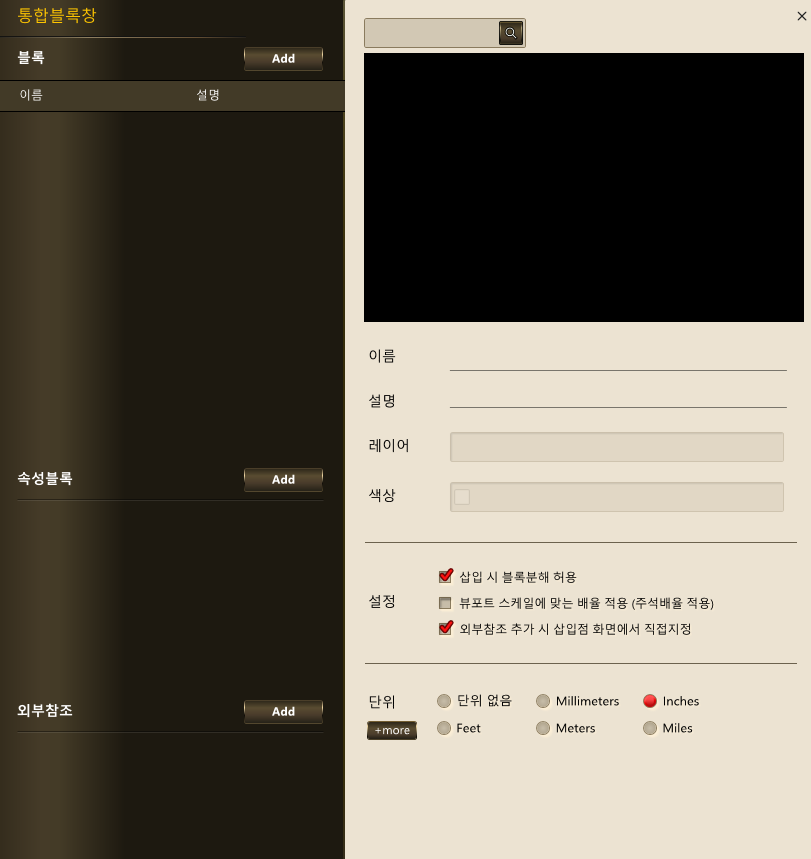 통합블록창
블록
Add
이름 설명
속성블록
Add
외부참조
Add
이름
설명
레이어
색상
설정
삽입 시 블록분해 허용
뷰포트 스케일에 맞는 배율 적용 (주석배율 적용)
외부참조 추가 시 삽입점 화면에서 직접지정
단위
단위 없음 Millimeters Inches
+more
Feet Meters Miles